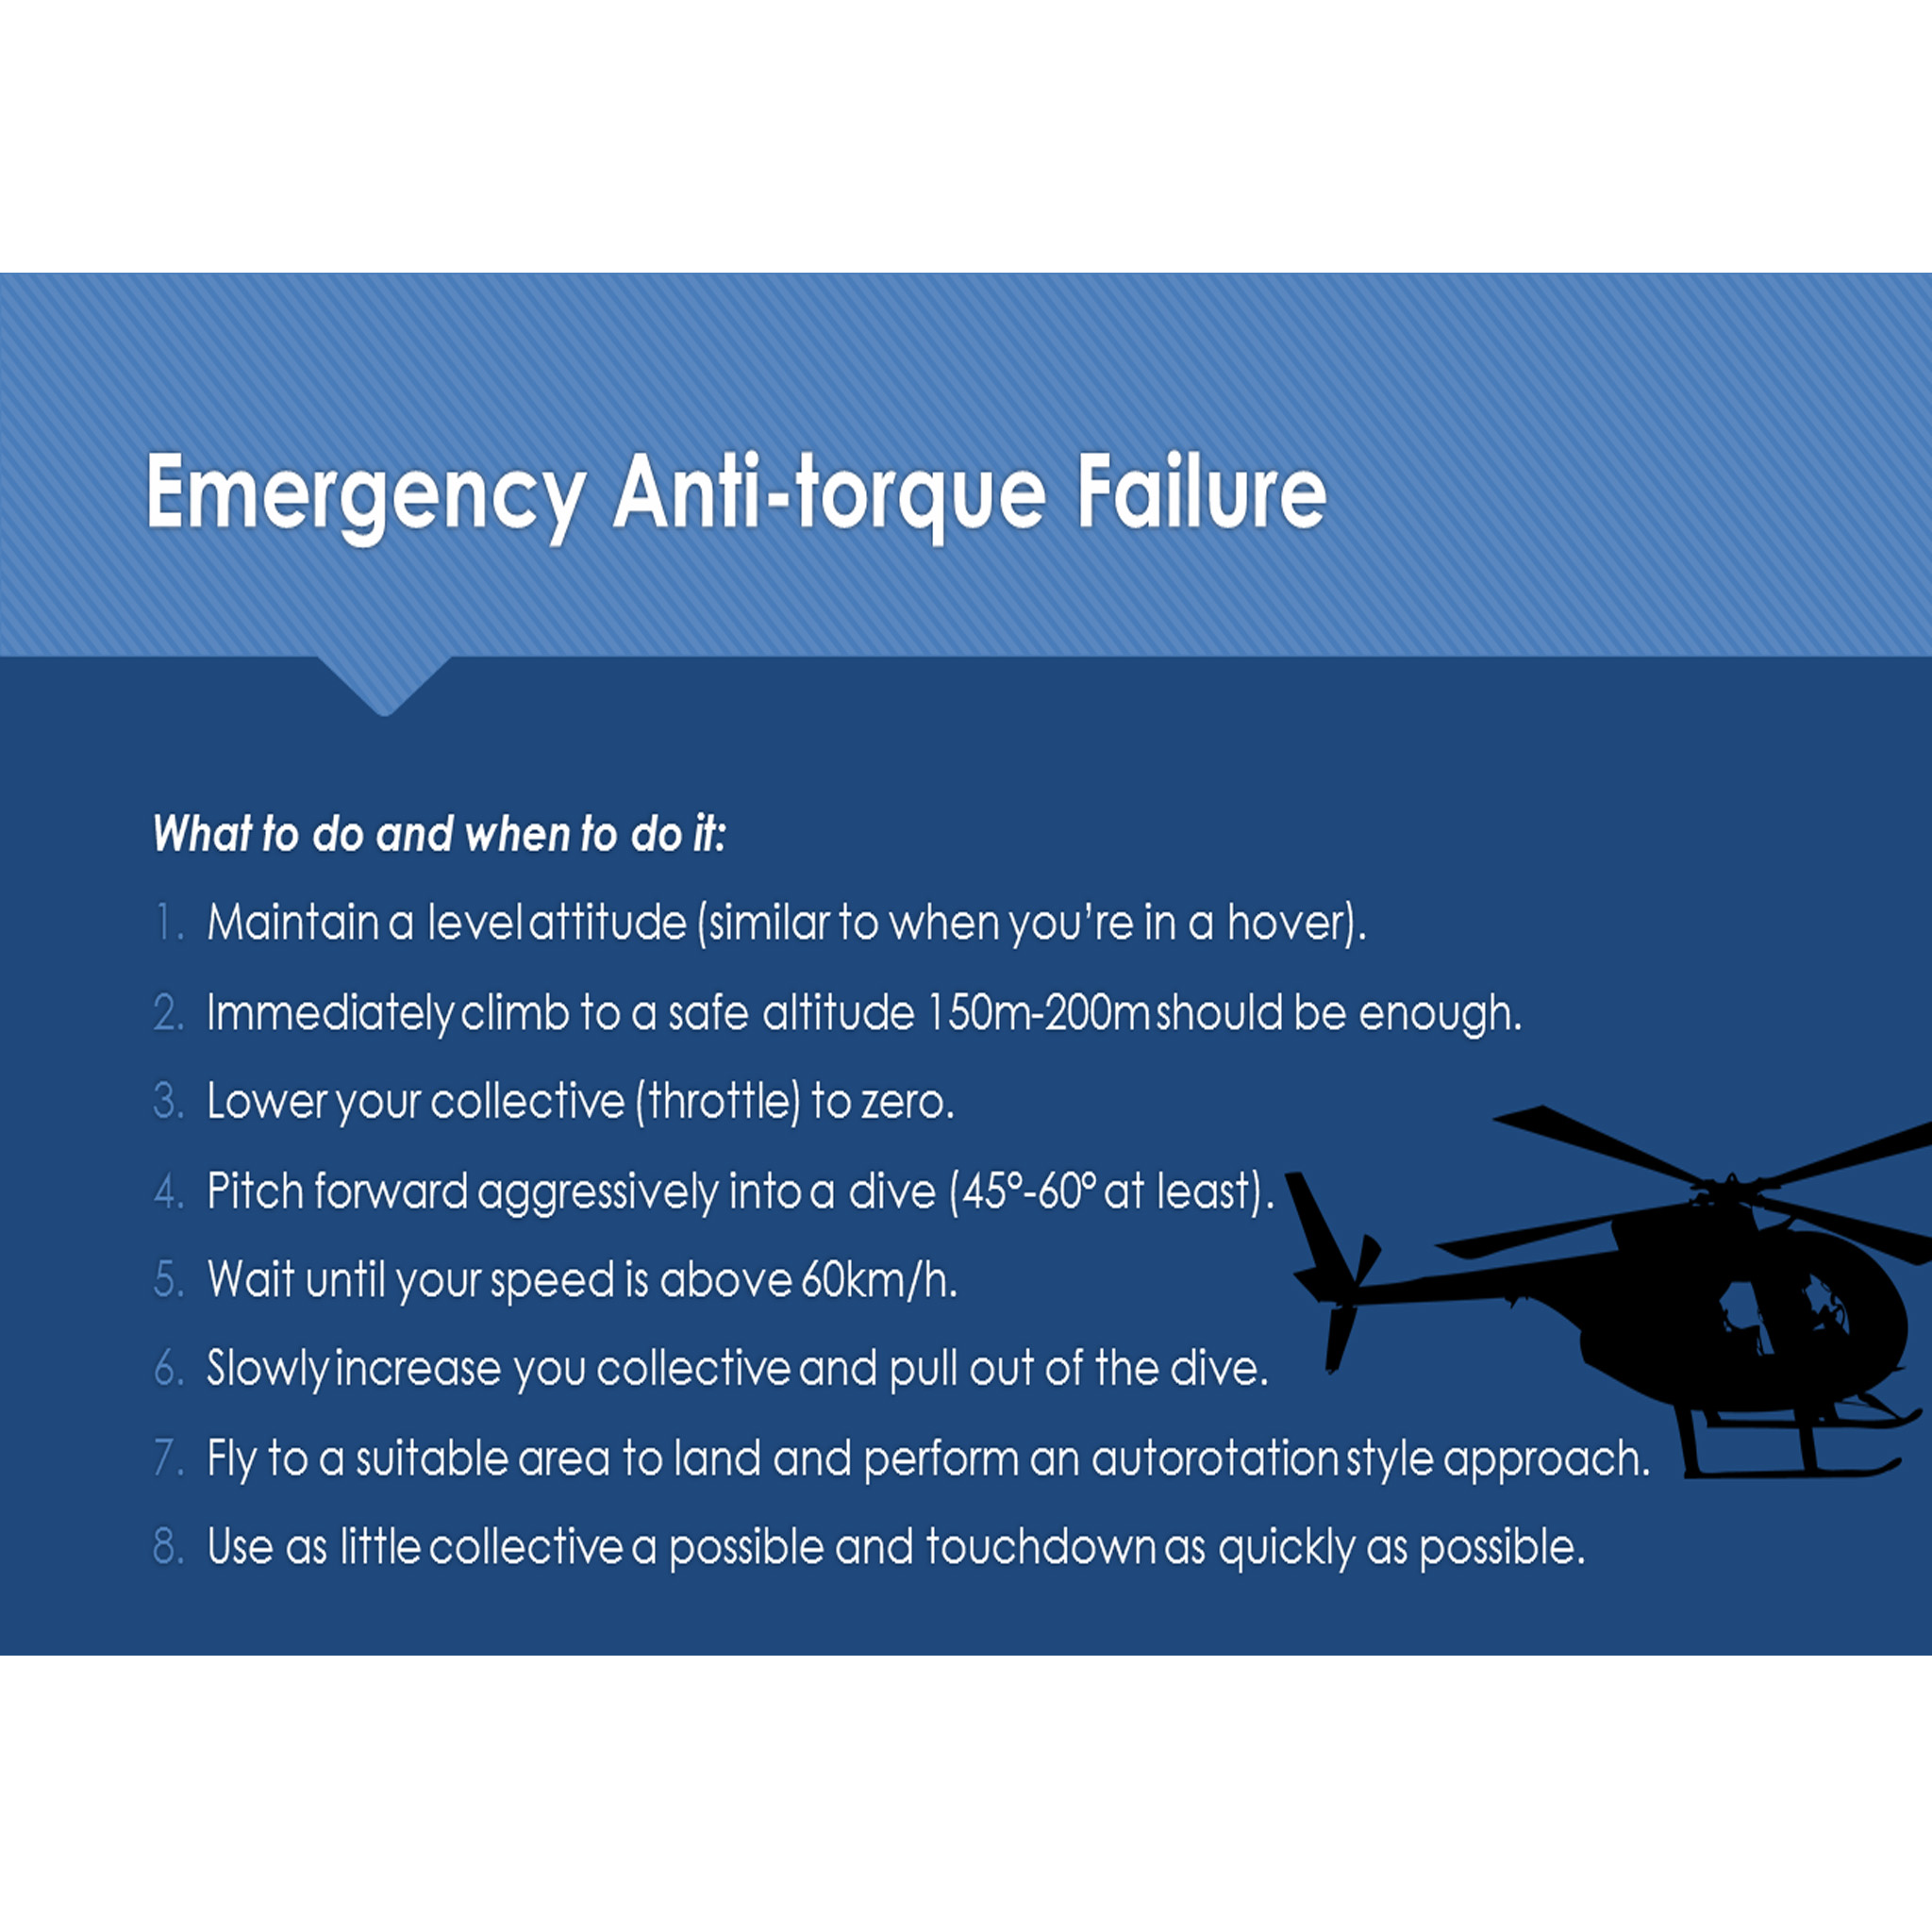 Emergency Anti-torque Failure
What to do and when to do it:
1. Maintain a level attitude (similar to when you're in a hover).
2. Immediately climb to a safe altitude 150m-200m should be enough.
3. Lower your collective (throttle) to zero.
4. Pitch forward aggressively into a dive (45º-60º at least).
5. Wait until your speed is above 60km/h.
6. Slowly increase you collective and pull out of the dive.
7. Fly to a suitable area to land and perform an autorotation style approach.
8. Use as little collective a possible and touchdown as quickly as possible.